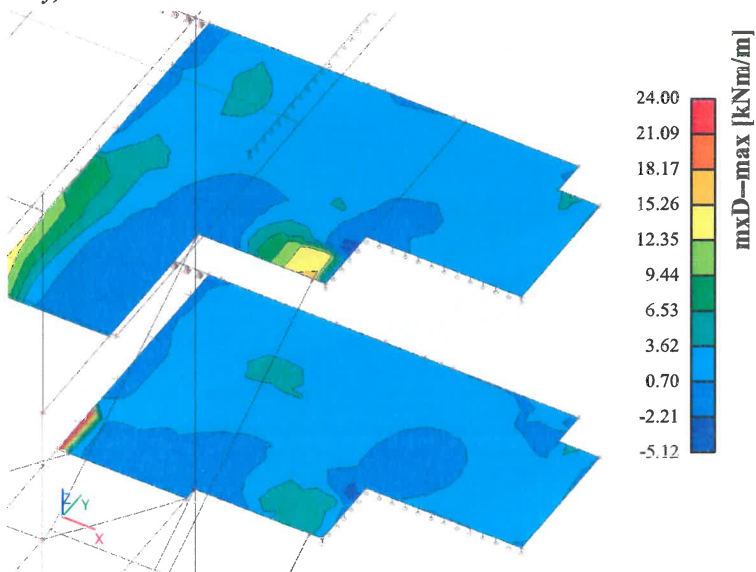 24.00
21.09
18.17
15.26
12.35
9.44
6.53
3.62
0.70
-2.21
-5.12
mxD-max [kNm/m]
Z
Y
X